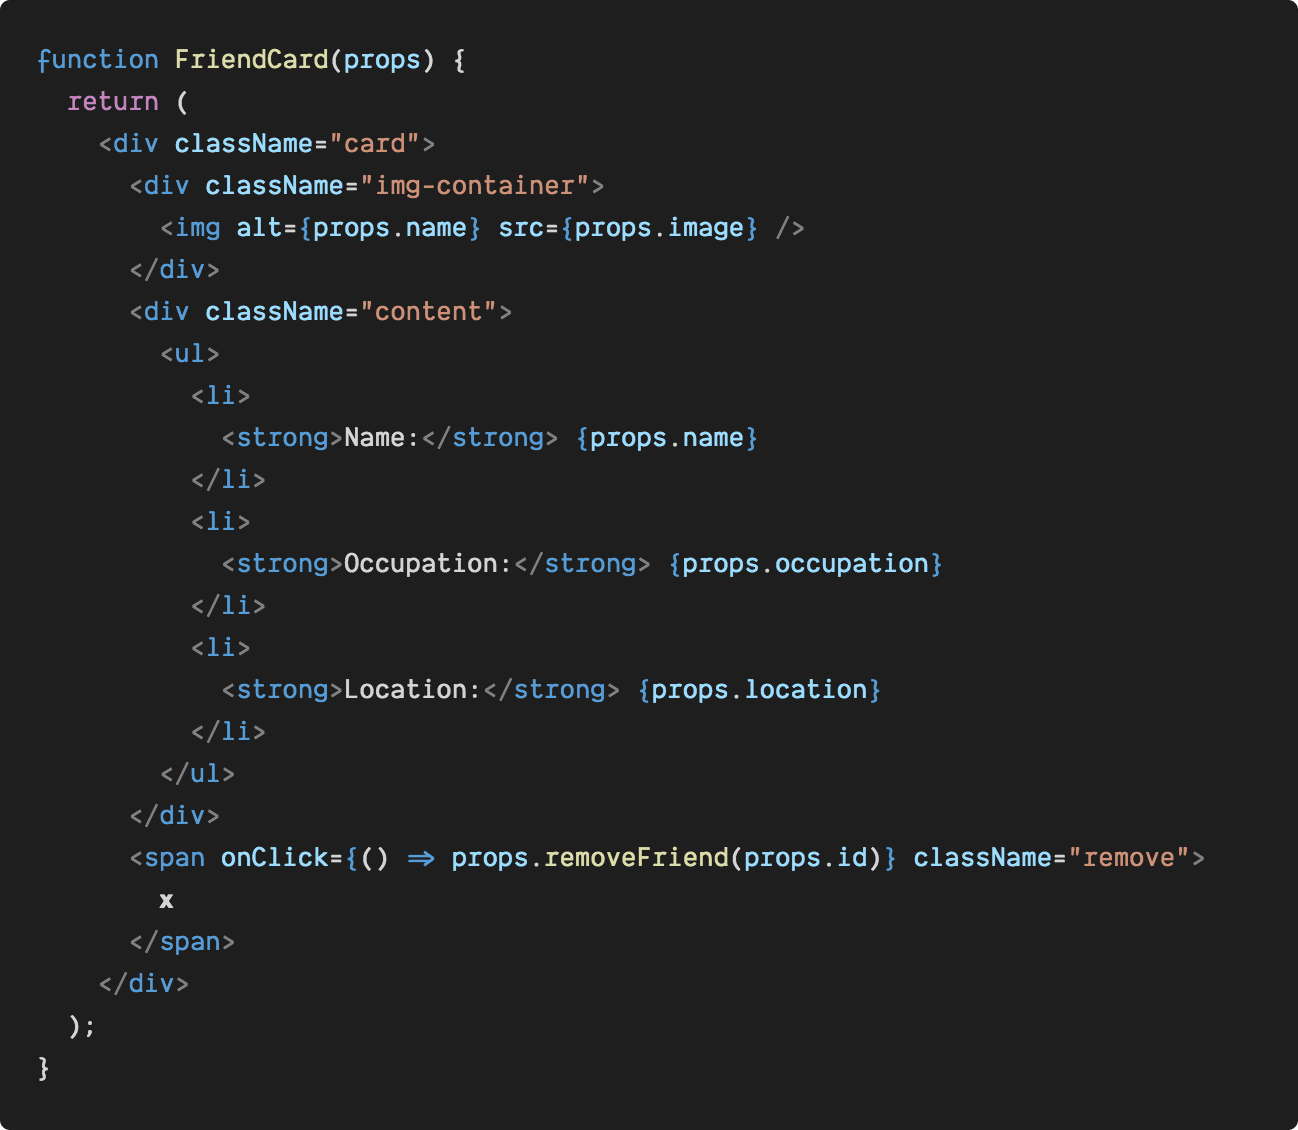 function FriendCard(props) {
  return (
    <div className="card">
      <div className="img-container">
        <img alt={props.name} src={props.image} />
      </div>
      <div className="content">
        <ul>
          <li>
            <strong>Name:</strong> {props.name}
          </li>
          <li>
            <strong>Occupation:</strong> {props.occupation}
          </li>
          <li>
            <strong>Location:</strong> {props.location}
          </li>
        </ul>
      </div>
      <span onClick={() => props.removeFriend(props.id)} className="remove">
        x
      </span>
    </div>
  );
}